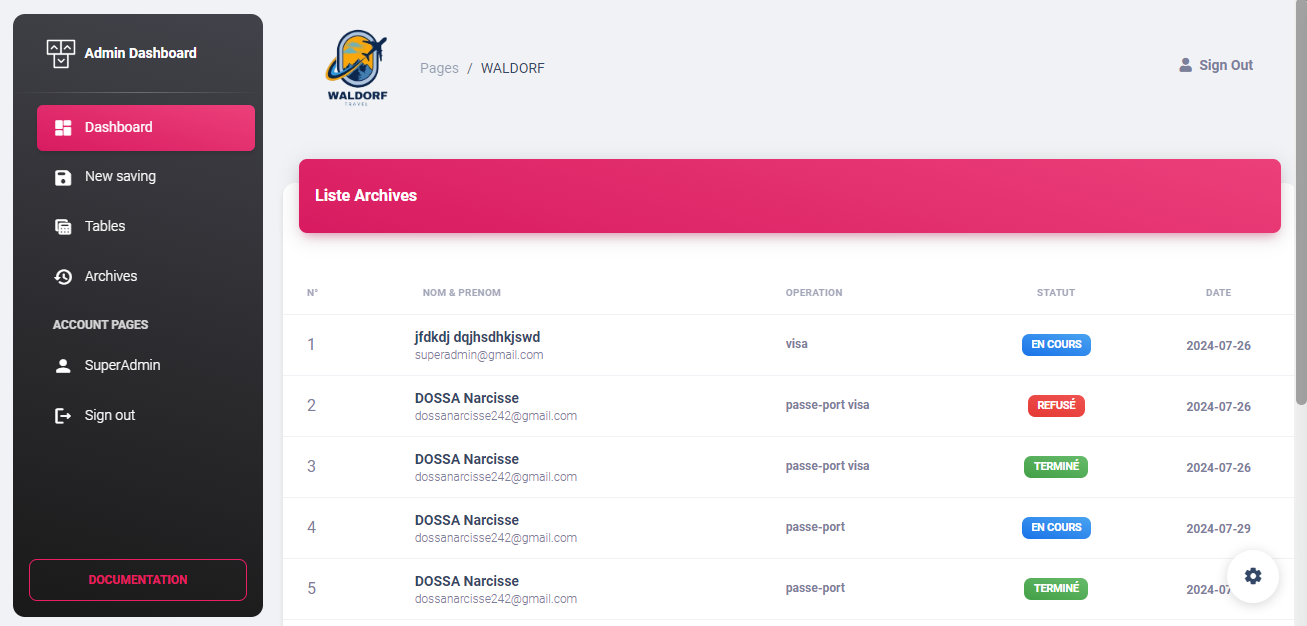 Admin Dashboard
Dashboard
New saving
Tables
Archives
ACCOUNT PAGES
SuperAdmin
Sign out
DOCUMENTATION
WALDORF
TRAVEL
Pages / WALDORF
Sign Out
Liste Archives
N° NOM & PRENOM OPERATION STATUT DATE
1 jfdkdj dqjhsdhkjswd visa EN COURS 2024-07-26
superadmin@gmail.com
2 DOSSA Narcisse passe-port visa REFUSÉ 2024-07-26
dossanarcisse242@gmail.com
3 DOSSA Narcisse passe-port visa TERMINÉ 2024-07-26
dossanarcisse242@gmail.com
4 DOSSA Narcisse passe-port EN COURS 2024-07-29
dossanarcisse242@gmail.com
5 DOSSA Narcisse passe-port TERMINÉ 2024-07
dossanarcisse242@gmail.com